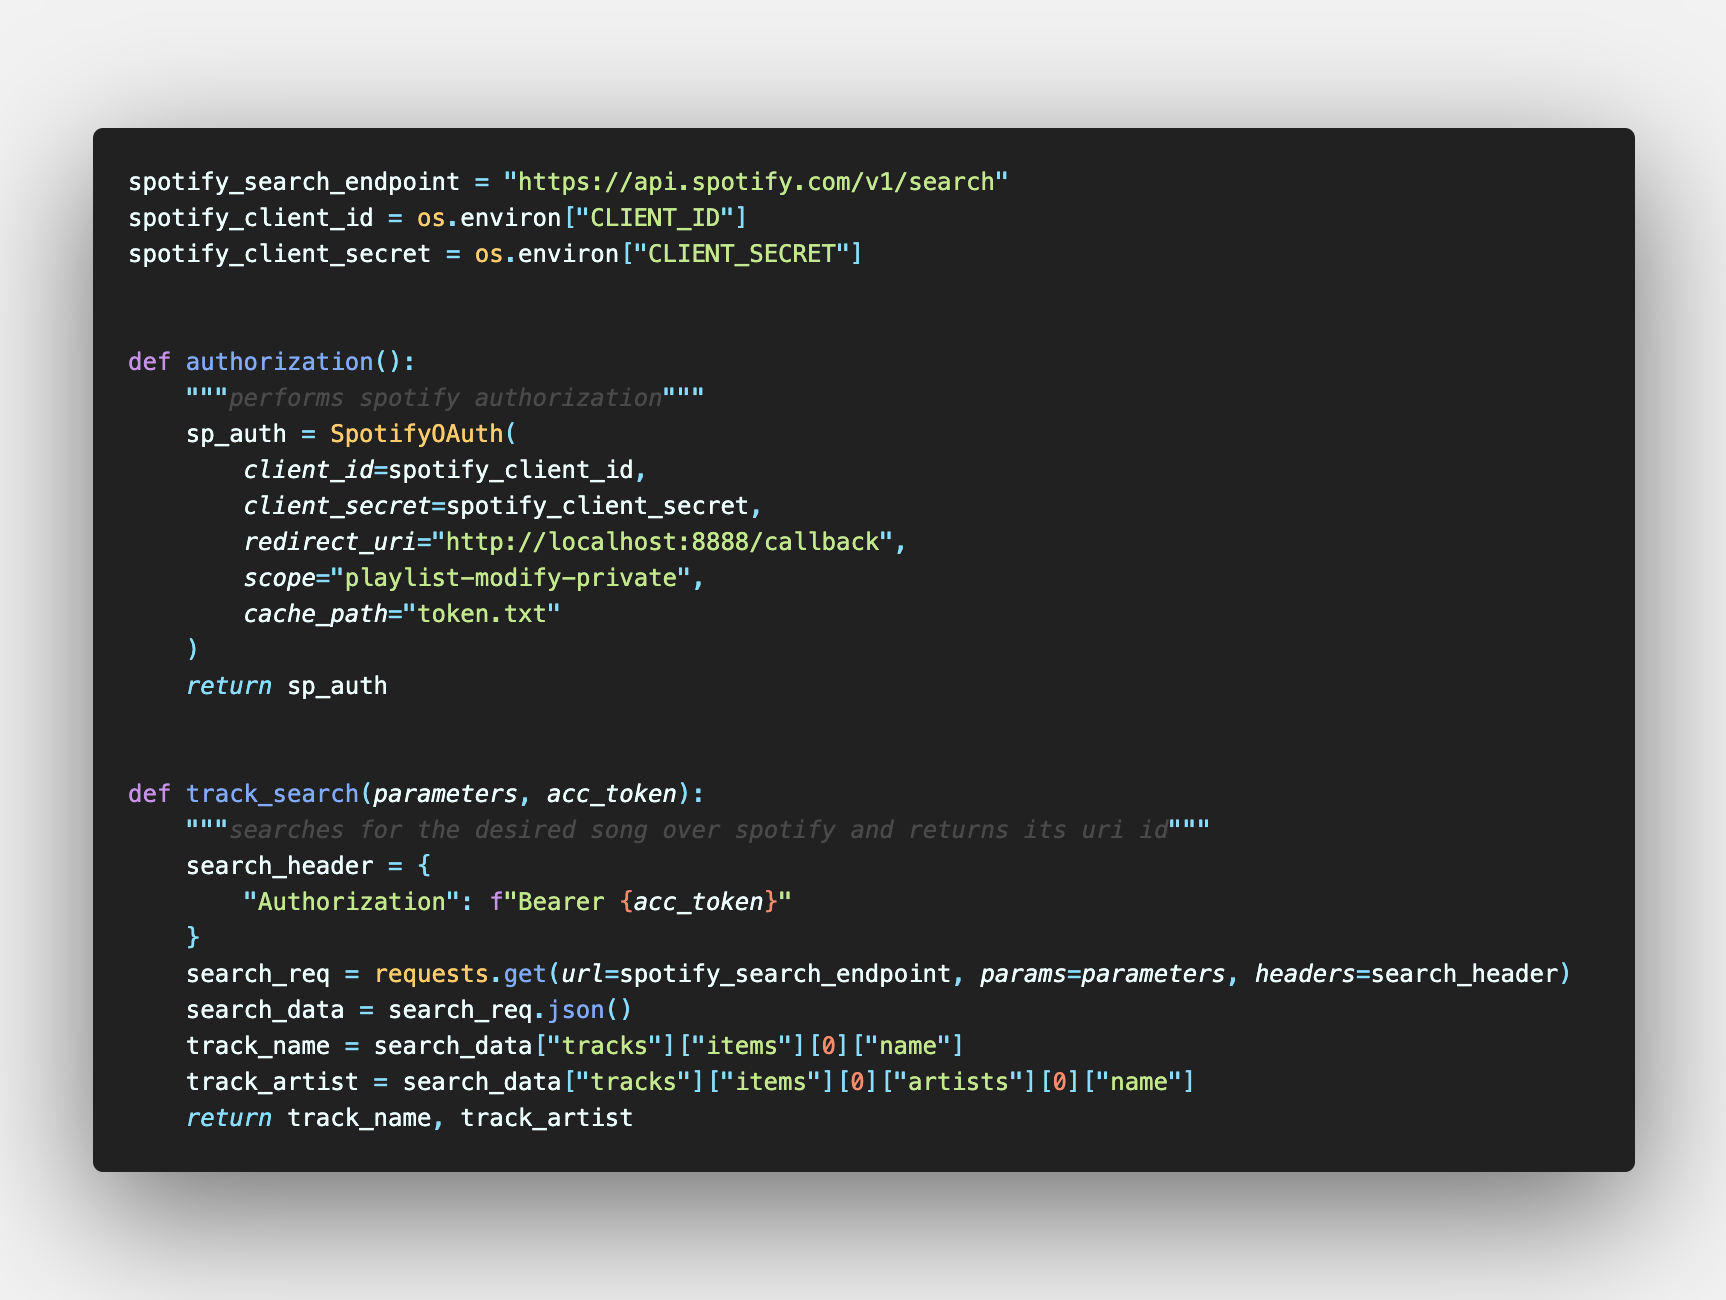 spotify_search_endpoint = "https://api.spotify.com/v1/search"
spotify_client_id = os.environ["CLIENT_ID"]
spotify_client_secret = os.environ["CLIENT_SECRET"]
def authorization():
    """performs spotify authorization"""
    sp_auth = SpotifyOAuth(
        client_id=spotify_client_id,
        client_secret=spotify_client_secret,
        redirect_uri="http://localhost:8888/callback",
        scope="playlist-modify-private",
        cache_path="token.txt"
    )
    return sp_auth
def track_search(parameters, acc_token):
    """searches for the desired song over spotify and returns its uri id"""
    search_header = {
        "Authorization": f"Bearer {acc_token}"
    }
    search_req = requests.get(url=spotify_search_endpoint, params=parameters, headers=search_header)
    search_data = search_req.json()
    track_name = search_data["tracks"]["items"][0]["name"]
    track_artist = search_data["tracks"]["items"][0]["artists"][0]["name"]
    return track_name, track_artist